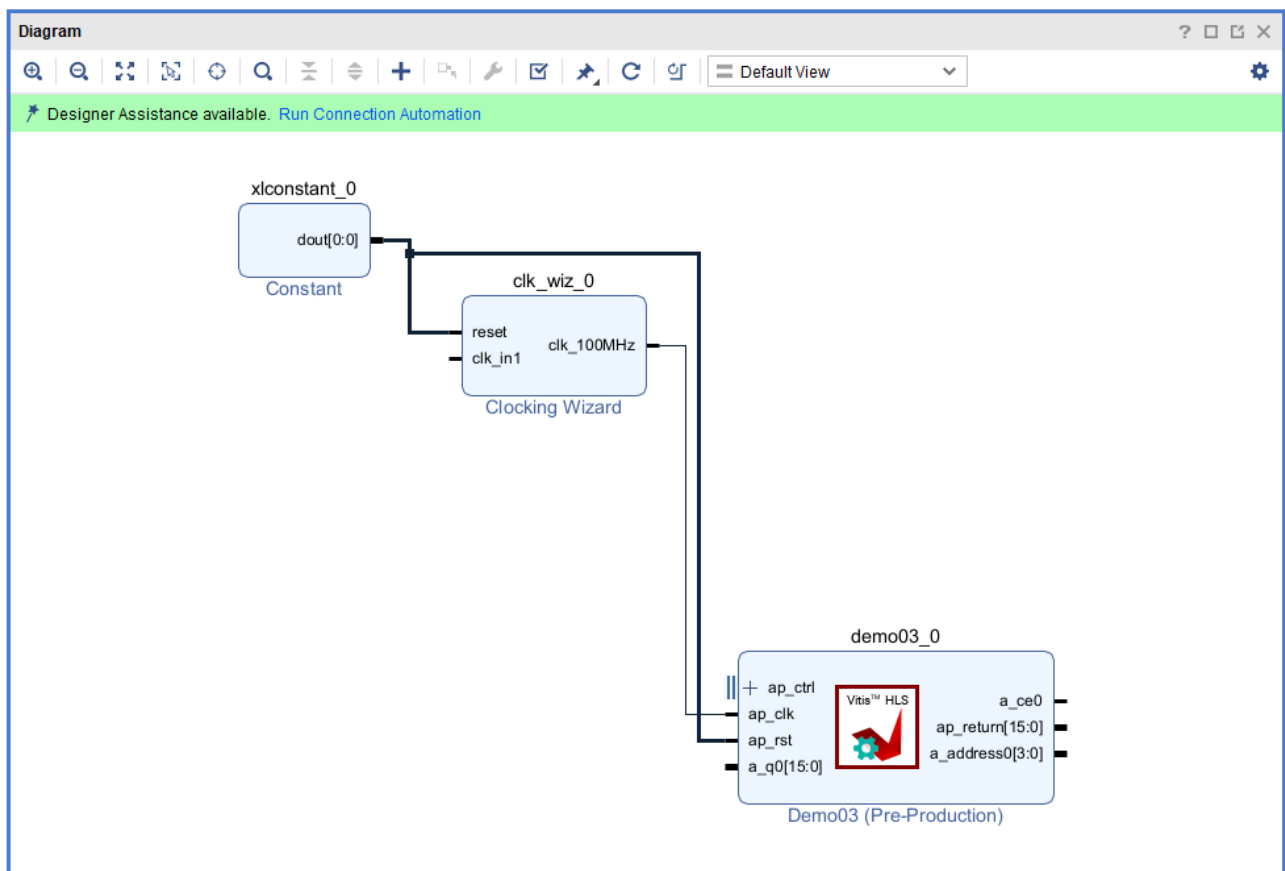 Diagram
Default View
Designer Assistance available. Run Connection Automation
xlconstant_0
dout[0:0]
Constant
clk_wiz_0
reset
clk_in1
clk_100MHz
Clocking Wizard
demo03_0
ap_ctrl
ap_clk
ap_rst
a_q0[15:0]
Vitis™ HLS
a_ce0
ap_return[15:0]
a_address0[3:0]
Demo03 (Pre-Production)